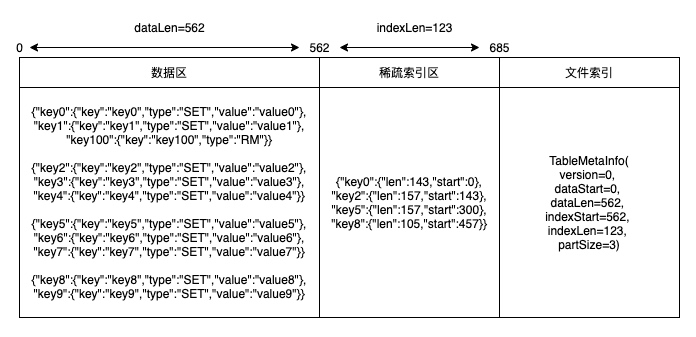 dataLen=562
indexLen=123
0
562
685
数据区
稀疏索引区
文件索引
{"key0":{"key":"key0","type":"SET","value":"value0"},
"key1":{"key":"key1","type":"SET","value":"value1"},
"key100":{"key":"key100","type":"RM"}}
{"key2":{"key":"key2","type":"SET","value":"value2"},
"key3":{"key":"key3","type":"SET","value":"value3"},
"key4":{"key":"key4","type":"SET","value":"value4"}}
{"key5":{"key":"key5","type":"SET","value":"value5"},
"key6":{"key":"key6","type":"SET","value":"value6"},
"key7":{"key":"key7","type":"SET","value":"value7"}}
{"key8":{"key":"key8","type":"SET","value":"value8"},
"key9":{"key":"key9","type":"SET","value":"value9"}}
{"key0":{"len":143,"start":0},
"key2":{"len":157,"start":143},
"key5":{"len":157,"start":300},
"key8":{"len":105,"start":457}}
TableMetaInfo(
version=0,
dataStart=0,
dataLen=562,
indexStart=562,
indexLen=123,
partSize=3)